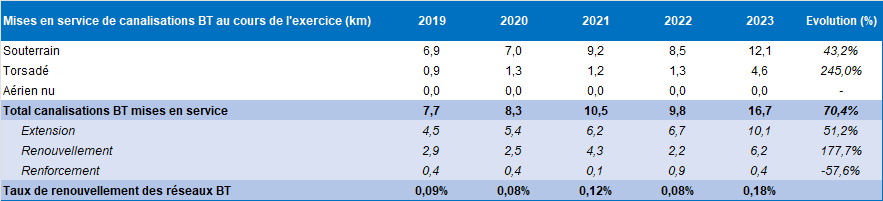 Mises en service de canalisations BT au cours de l'exercice (km) 2019 2020 2021 2022 2023 Evolution (%)
Souterrain 6,9 7,0 9,2 8,5 12,1 43,2%
Torsadé 0,9 1,3 1,2 1,3 4,6 245,0%
Aérien nu 0,0 0,0 0,0 0,0 0,0 -
Total canalisations BT mises en service 7,7 8,3 10,5 9,8 16,7 70,4%
Extension 4,5 5,4 6,2 6,7 10,1 51,2%
Renouvellement 2,9 2,5 4,3 2,2 6,2 177,7%
Renforcement 0,4 0,4 0,1 0,9 0,4 -57,6%
Taux de renouvellement des réseaux BT 0,09% 0,08% 0,12% 0,08% 0,18%